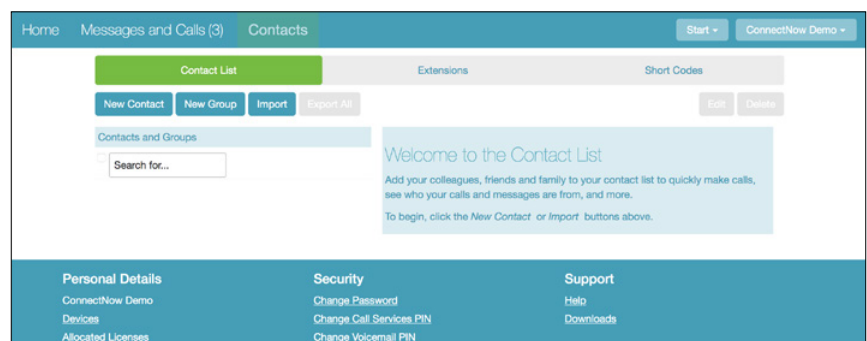 Home Messages and Calls (3) Contacts Start ConnectNow Demo
Contact List Extensions Short Codes
New Contact New Group Import Export All Edit Delete
Contacts and Groups
Search for...
Welcome to the Contact List
Add your colleagues, friends and family to your contact list to quickly make calls,
see who your calls and messages are from, and more.
To begin, click the New Contact or Import buttons above.
Personal Details Security Support
ConnectNow Demo Change Password Help
Devices Change Call Services PIN Downloads
Allocated Licenses Change Voicemail PIN